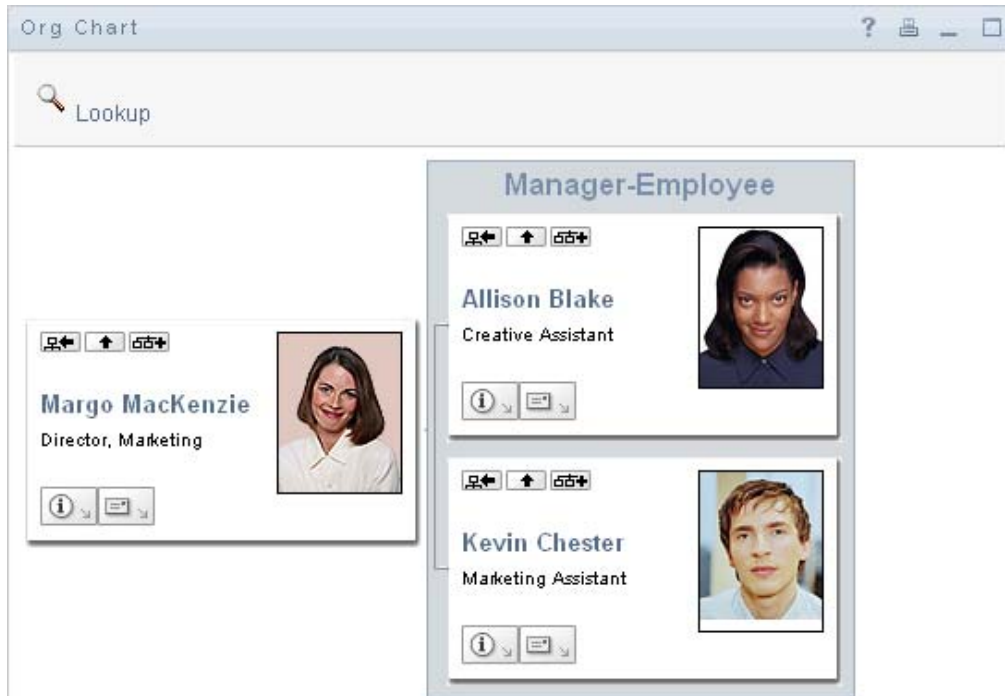 Org Chart
?
Lookup
Manager-Employee
Allison Blake
Creative Assistant
Margo MacKenzie
Director, Marketing
Kevin Chester
Marketing Assistant